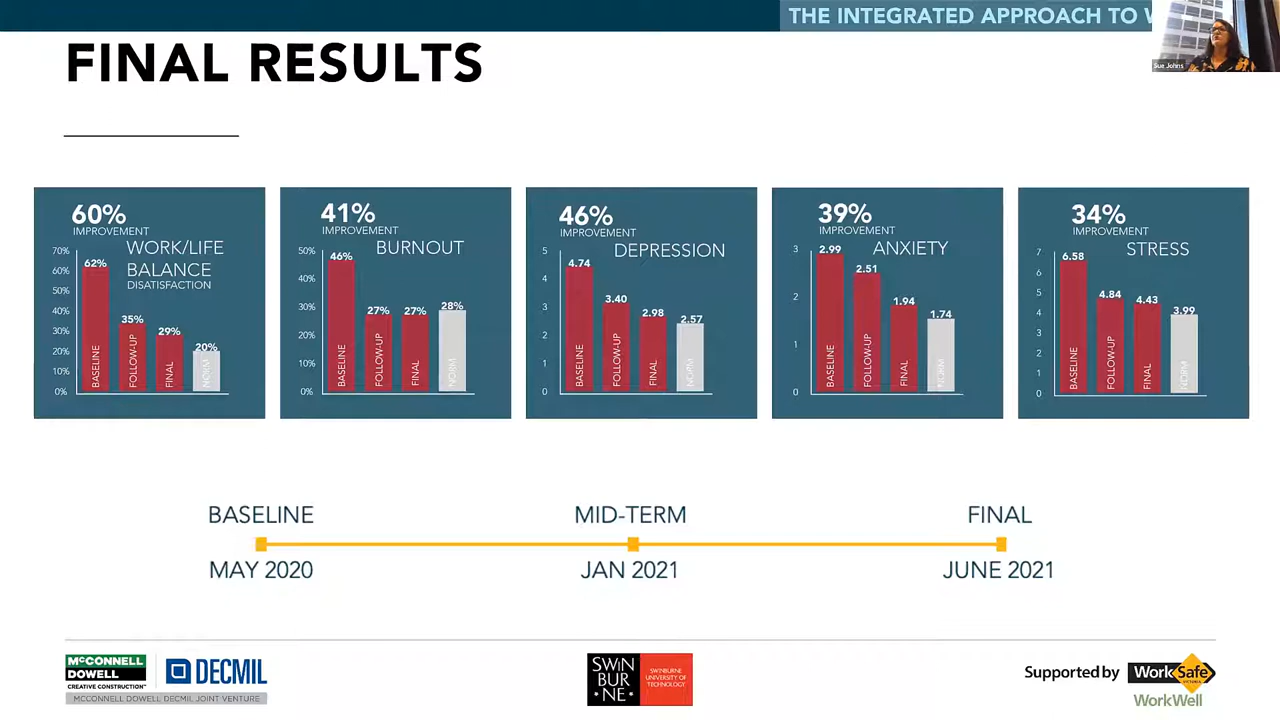 THE INTEGRATED APPROACH TO
Sue Johns
FINAL RESULTS
60%
IMPROVEMENT
WORK/LIFE
BALANCE
DISATISFACTION
70%
60%
50%
40%
30%
20%
10%
0%
62%
35%
29%
20%
BASELINE
FOLLOW-UP
FINAL
NORM
41%
IMPROVEMENT
BURNOUT
50%
40%
30%
20%
10%
0%
46%
27%
27%
28%
BASELINE
FOLLOW-UP
FINAL
NORM
46%
IMPROVEMENT
DEPRESSION
5
4
3
2
1
0
4.74
3.40
2.98
2.57
BASELINE
FOLLOW-UP
FINAL
NORM
39%
IMPROVEMENT
ANXIETY
3
2
1
0
2.99
2.51
1.94
1.74
BASELINE
FOLLOW-UP
FINAL
NORM
34%
IMPROVEMENT
STRESS
7
6
5
4
3
2
1
0
6.58
4.84
4.43
3.99
BASELINE
FOLLOW-UP
FINAL
NORM
BASELINE
MID-TERM
FINAL
MAY 2020
JAN 2021
JUNE 2021
McCONNELL
DOWELL
CREATIVE CONSTRUCTION™
DECMIL
MCCONNELL DOWELL DECMIL JOINT VENTURE
SWIN
BUR
NE
SWINBURNE
UNIVERSITY OF
TECHNOLOGY
Supported by
WorkSafe
VICTORIA
WorkWell